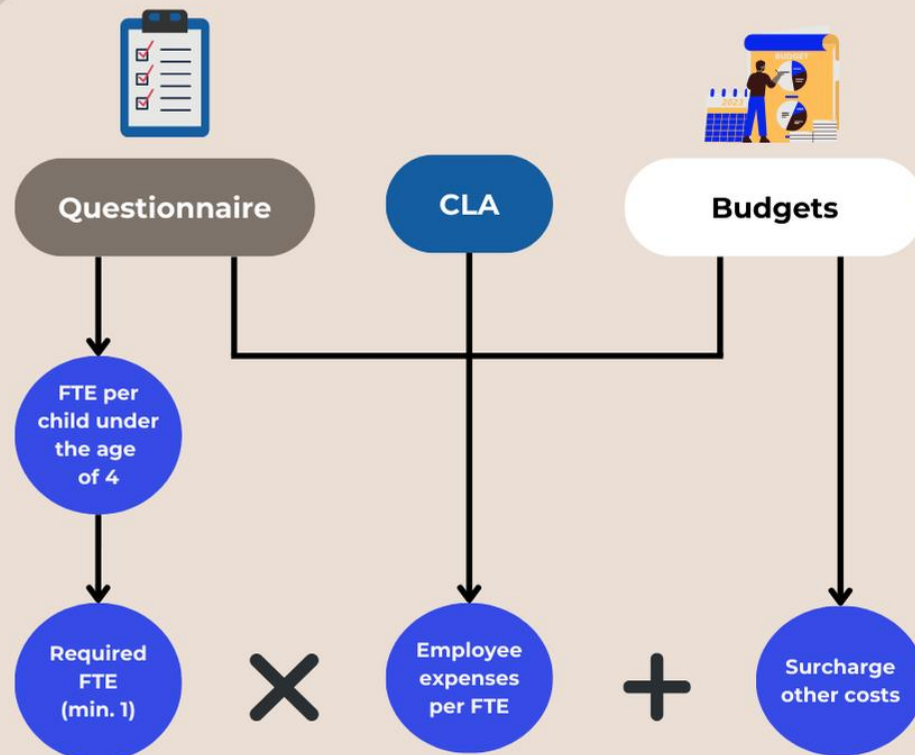 BUDGET
2023
Questionnaire
CLA
Budgets
FTE per
child under
the age
of 4
Required
FTE
(min. 1)
Employee
expenses
per FTE
Surcharge
other costs